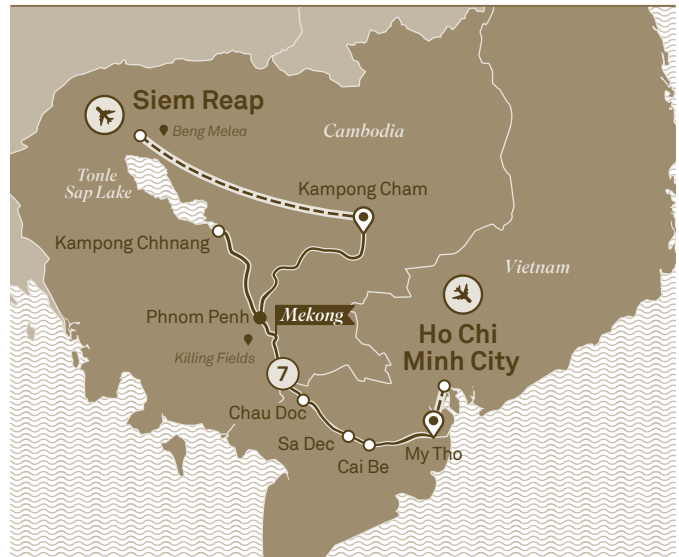 Siem Reap
Beng Melea
Cambodia
Tonle
Sap Lake
Kampong Cham
Kampong Chhnang
Vietnam
Phnom Penh
Mekong
Killing Fields
Ho Chi
Minh City
7
Chau Doc
Sa Dec
Cai Be
My Tho